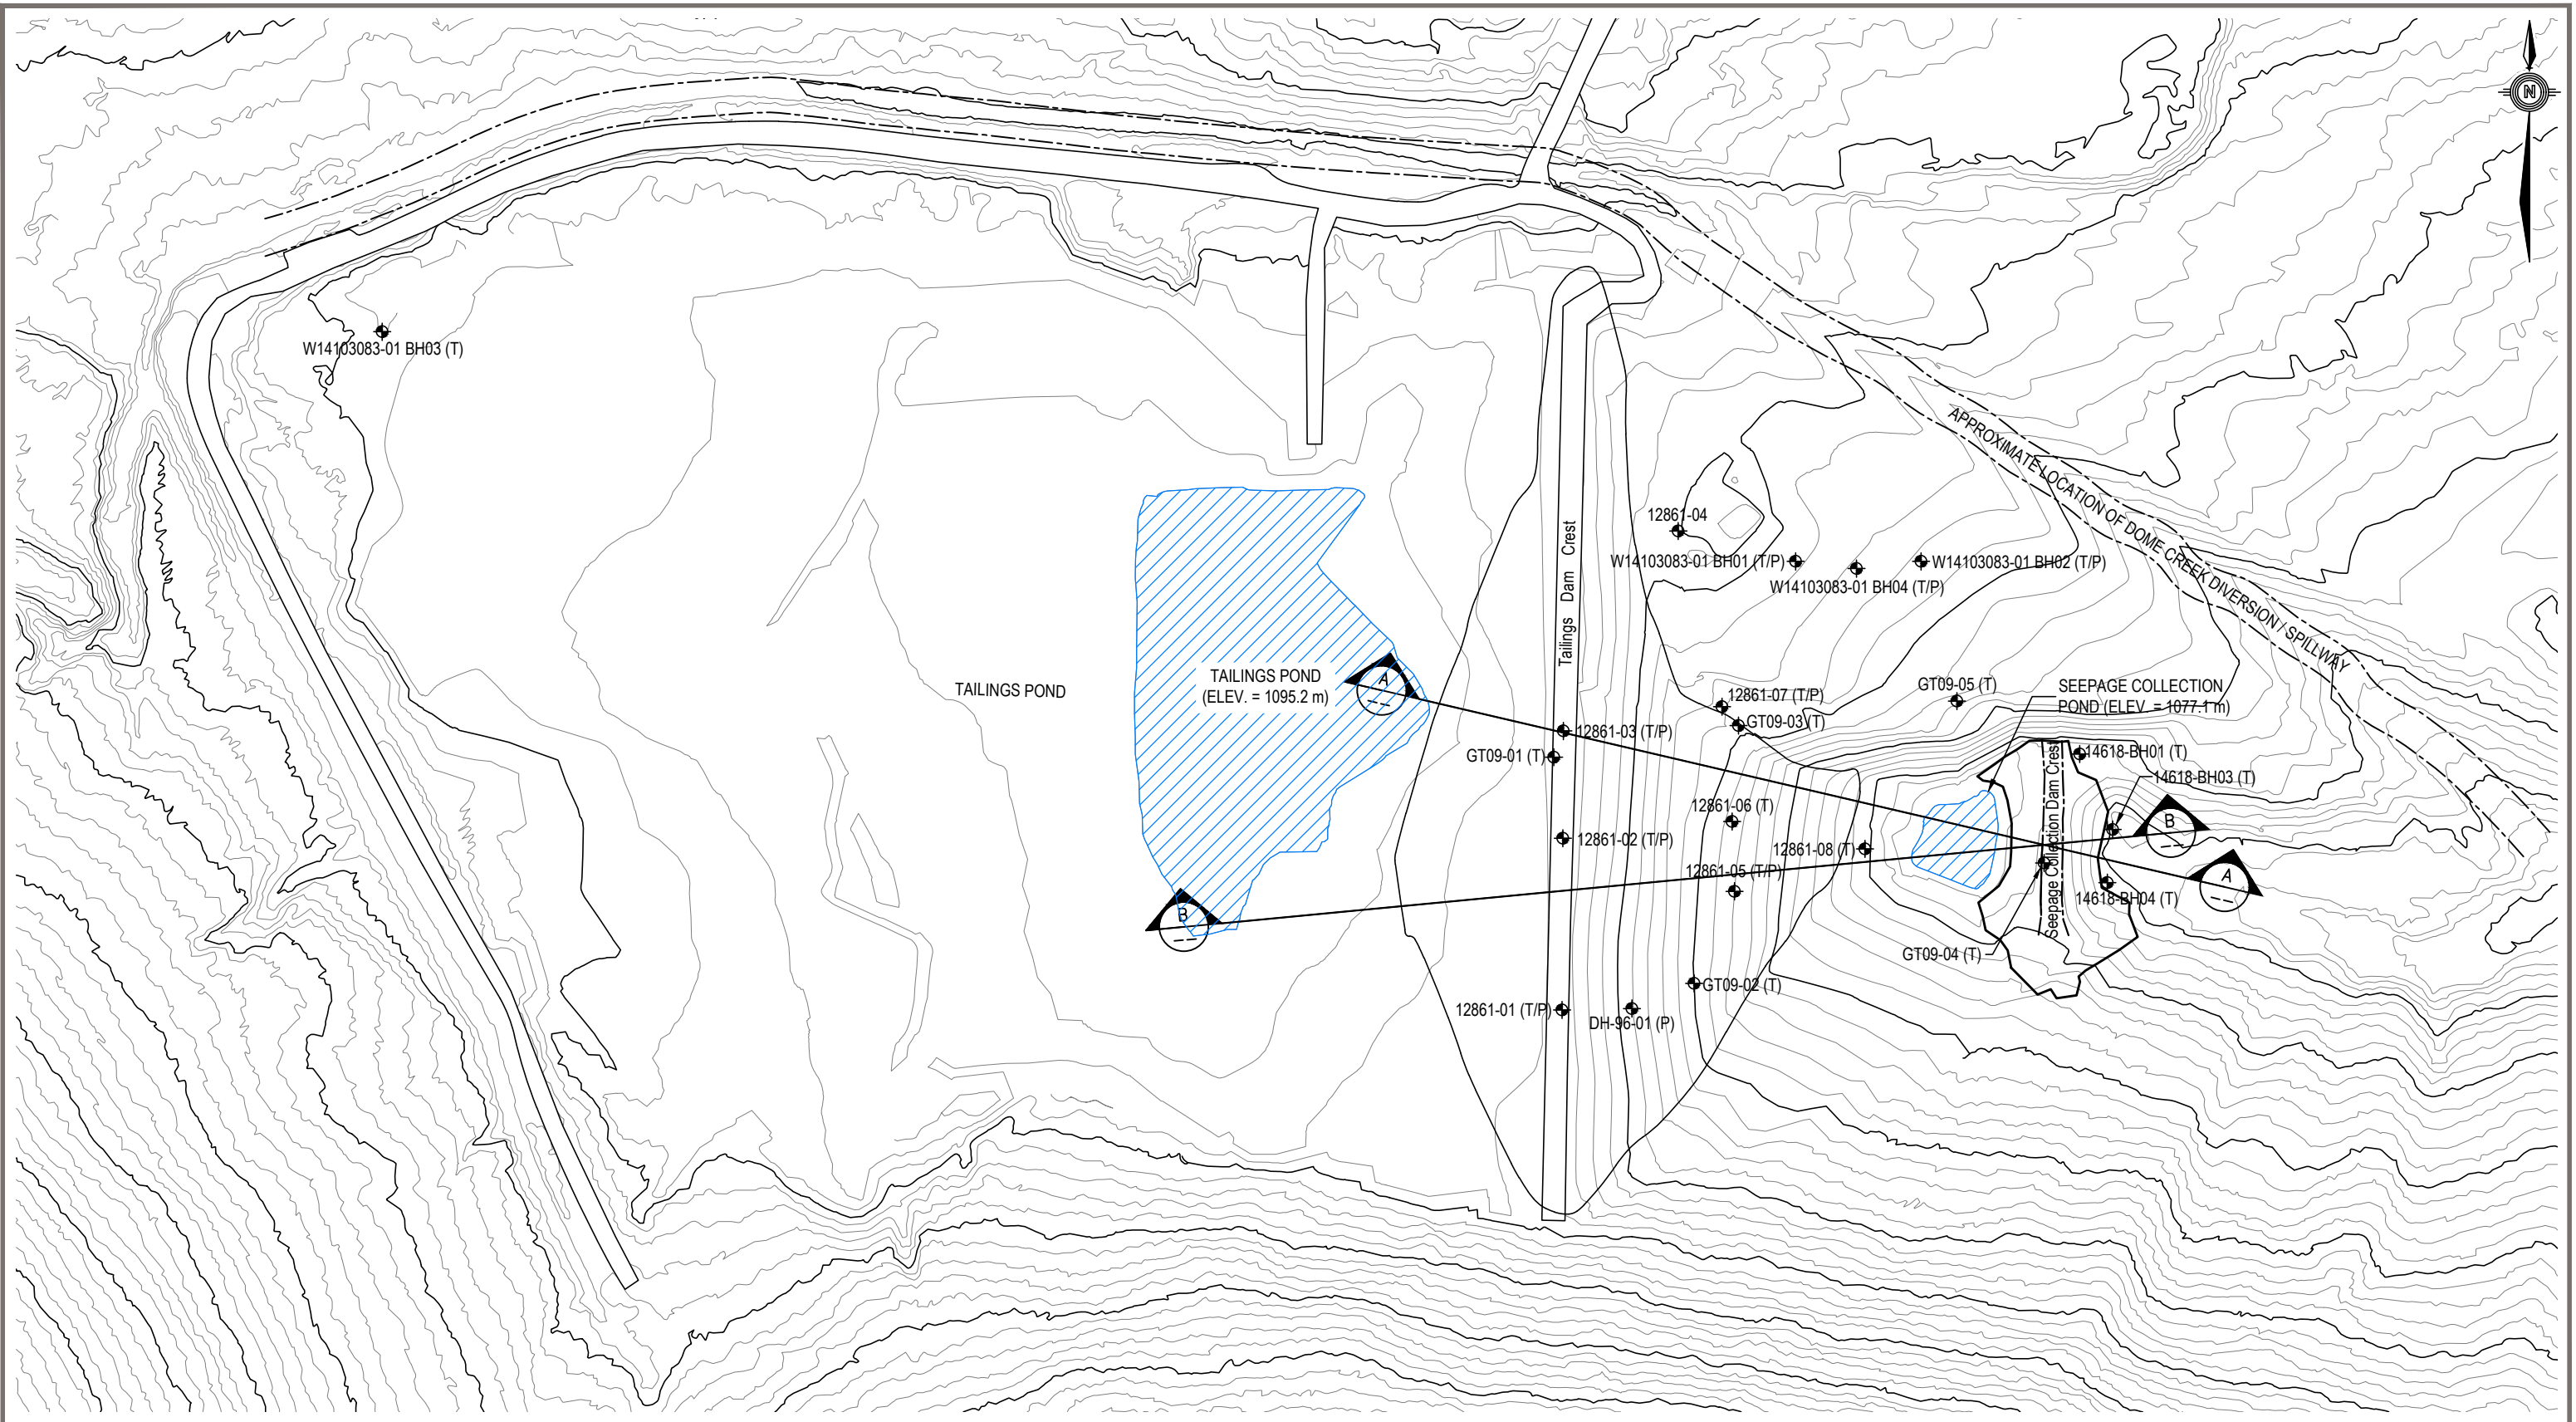 N
W14103083-01 BH03 (T)
APPROXIMATE LOCATION OF DOME CREEK DIVERSION / SPILLWAY
12861-04
W14103083-01 BH01 (T/P)
W14103083-01 BH02 (T/P)
W14103083-01 BH04 (T/P)
Tailings Dam Crest
TAILINGS POND
TAILINGS POND
(ELEV. = 1095.2 m)
A
12861-07 (T/P)
GT09-03(T)
GT09-05 (T)
SEEPAGE COLLECTION
POND (ELEV. = 1077.1 m)
12861-03 (T/P)
GT09-01 (T)
14618-BH01 (T)
14618-BH03 (T)
12861-06 (T)
12861-02 (T/P)
12861-08 (T)
B
Seepage Collection Dam Crest
12861-05 (T/P)
A
14618-BH04 (T)
B
GT09-04 (T)
GT09-02 (T)
12861-01 (T/P)
DH-96-01 (P)